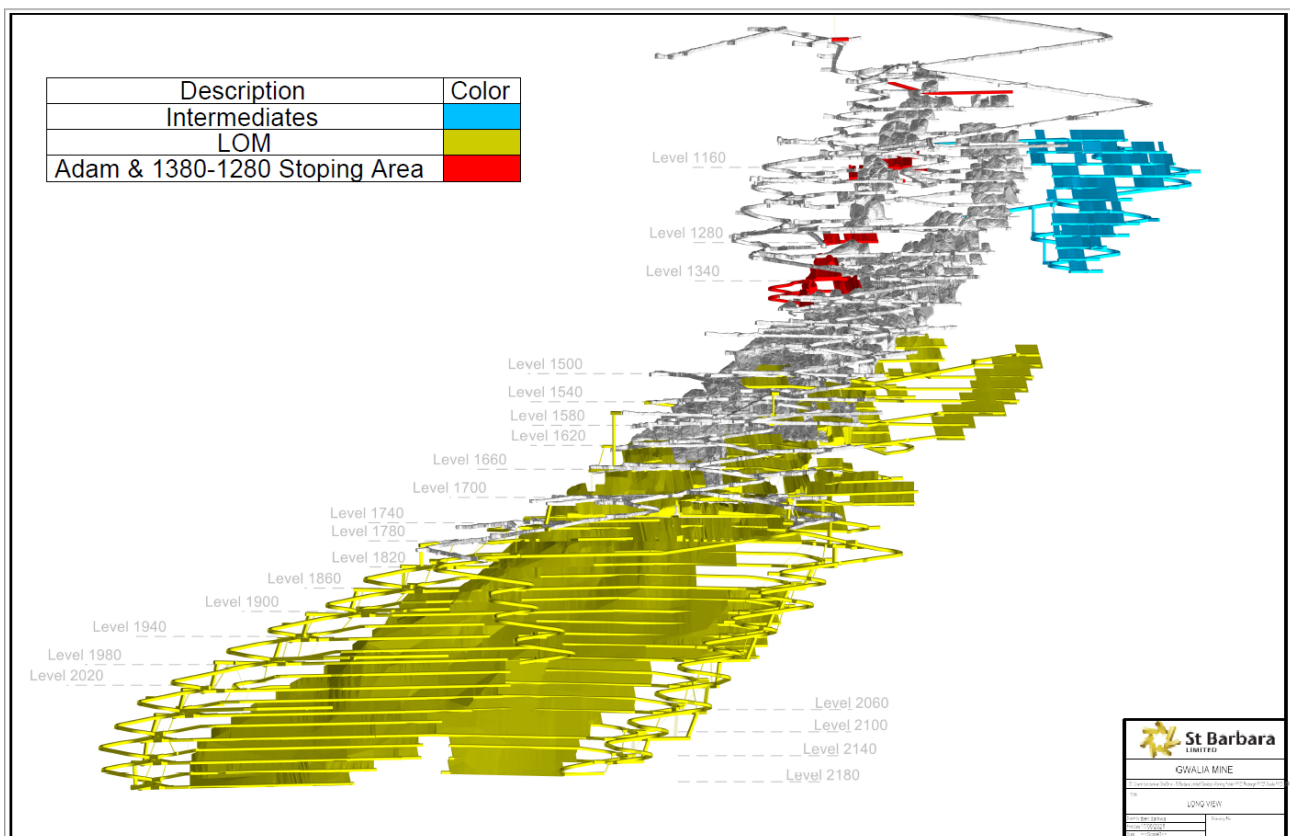 Description Color
Intermediates
LOM
Adam & 1380-1280 Stoping Area
Level 1160
Level 1280
Level 1340
Level 1500
Level 1540
Level 1580
Level 1620
Level 1660
Level 1700
Level 1740
Level 1780
Level 1820
Level 1860
Level 1900
Level 1940
Level 1980
Level 2020
Level 2060
Level 2100
Level 2140
Level 2180
St Barbara
LIMITED
GWALIA MINE
LONG VIEW